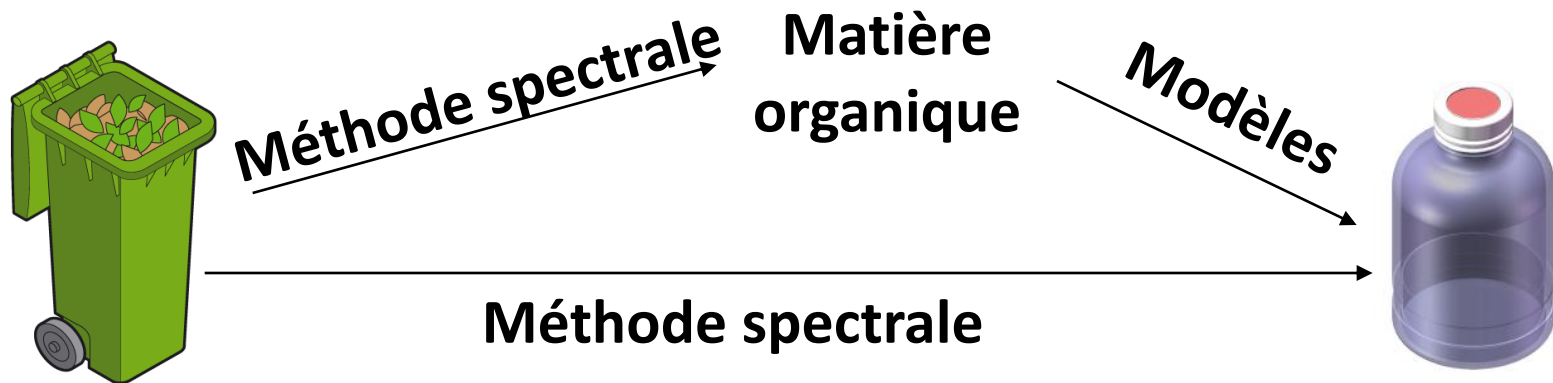 Méthode spectrale
Matière
organique
Modèles
Méthode spectrale